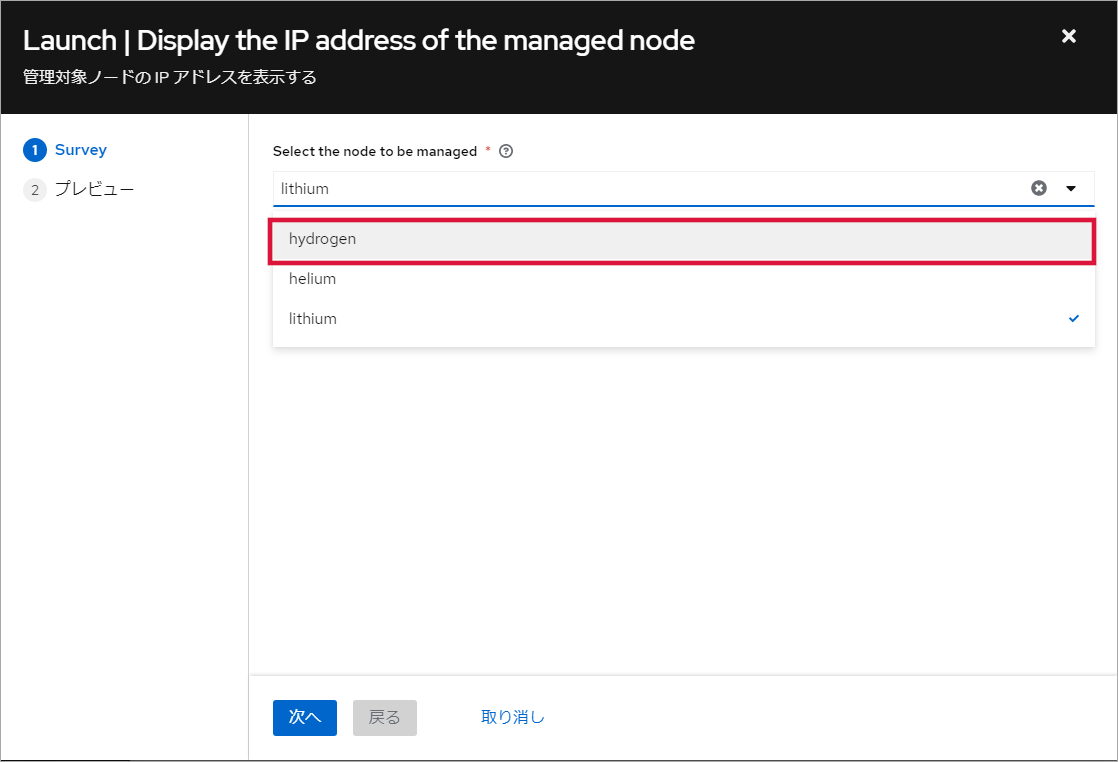 Launch | Display the IP address of the managed node
管理対象ノードの IP アドレスを表示する
1 Survey
2 プレビュー
Select the node to be managed *
lithium
hydrogen
helium
lithium
次へ 戻る 取り消し